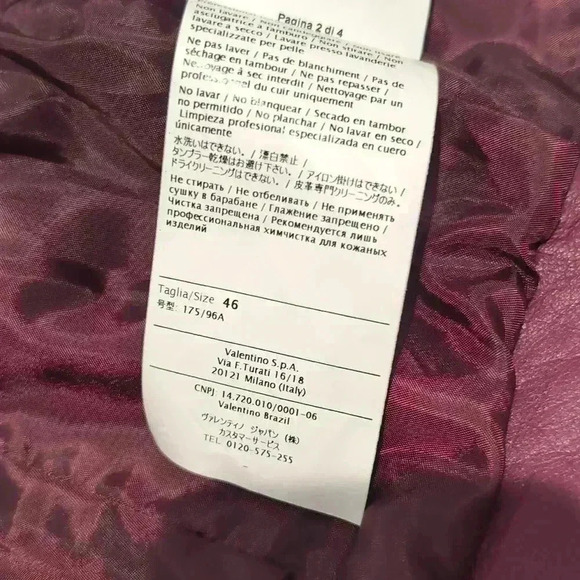 Pagina 2 di 4
asciugatrice a tamburo / Non stirare / Non
lavare a secco / Lavare presso lavanderie
specializzate per pelle
Ne pas laver / Pas de blanchiment / Pas de
séchage en tambour / Ne pas repasser /
Nettoyage à sec interdit / Nettoyage par un
professionnel du cuir uniquement
No lavar / No blanquear / Secado en tambor
no permitido / No planchar / No lavar en seco /
Limpieza profesional especializada en cuero
únicamente
水洗いはできない。/ 漂白禁止 /
タンブラー乾燥はお避け下さい。/ アイロン掛けはできない /
ドライクリーニングはできない。/ 皮革専門クリーニングのみ。
Не стирать / Не отбеливать / Не применять
сушку в барабане / Глажение запрещено /
Чистка запрещена / Рекомендуется лишь
профессиональная химчистка для кожаных
изделий
Taglia/Size 46
号型: 175/96A
Valentino S.p.A.
Via F.Turati 16/18
20121 Milano (Italy)
CNPJ 14.720.010/0001-06
Valentino Brazil
ヴァレンティノ ジャパン (株)
カスタマーサービス
TEL 0120-575-255